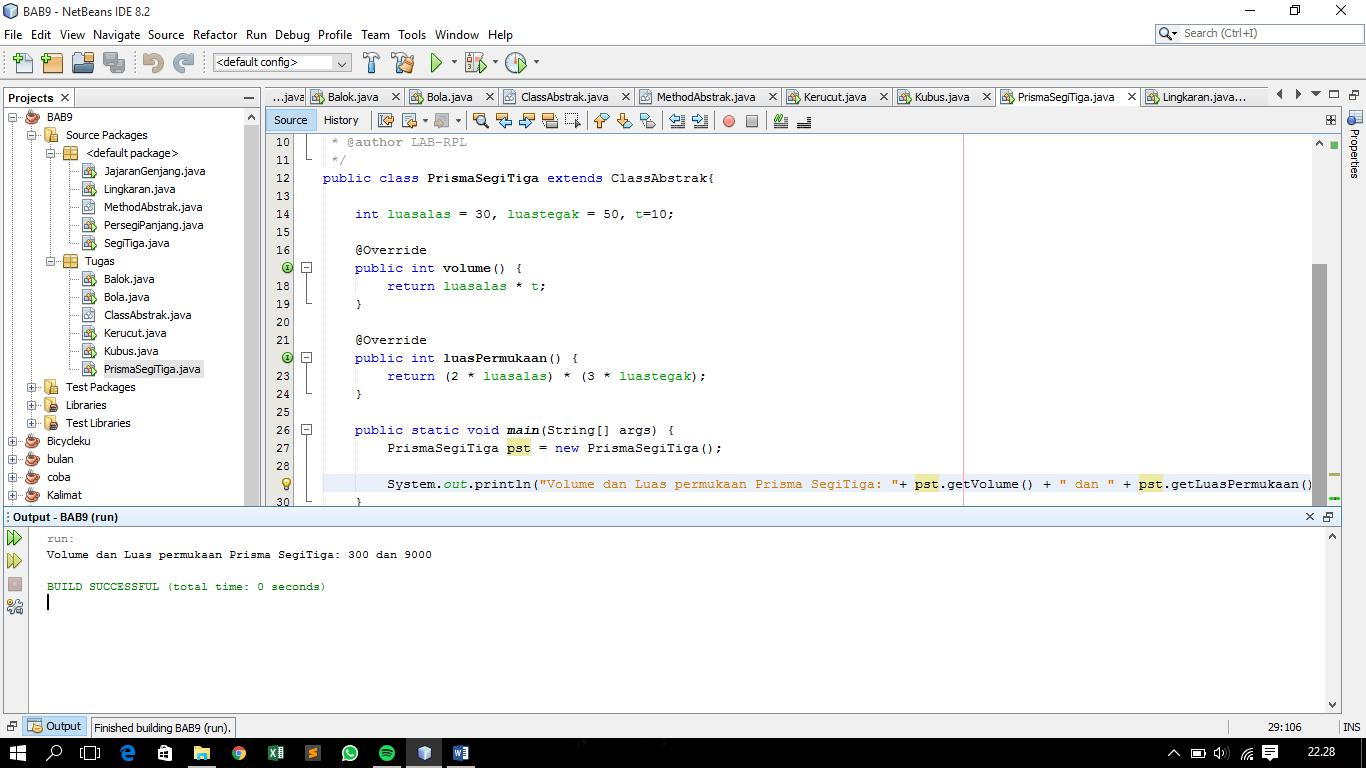 BAB9 - NetBeans IDE 8.2
File Edit View Navigate Source Refactor Run Debug Profile Team Tools Window Help
Search (Ctrl+I)
<default config>
Projects
...java Balok.java Bola.java ClassAbstrak.java MethodAbstrak.java Kerucut.java Kubus.java PrismaSegiTiga.java Lingkaran.java...
Source History
BAB9
Source Packages
<default package>
JajaranGenjang.java
Lingkaran.java
MethodAbstrak.java
PersegiPanjang.java
SegiTiga.java
Tugas
Balok.java
Bola.java
ClassAbstrak.java
Kerucut.java
Kubus.java
PrismaSegiTiga.java
Test Packages
Libraries
Test Libraries
Bicycleku
bulan
coba
Kalimat
10 * @author LAB-RPL
11 */
12 public class PrismaSegiTiga extends ClassAbstrak{
13
14 int luasalas = 30, luastegak = 50, t=10;
15
16 @Override
public int volume() {
18 return luasalas * t;
19 }
20
21 @Override
public int luasPermukaan() {
23 return (2 * luasalas) * (3 * luastegak);
24 }
25
26 public static void main(String[] args) {
27 PrismaSegiTiga pst = new PrismaSegiTiga();
28
System.out.println("Volume dan Luas permukaan Prisma SegiTiga: "+ pst.getVolume() + " dan " + pst.getLuasPermukaan()
30 }
Properties
Output - BAB9 (run)
run:
Volume dan Luas permukaan Prisma SegiTiga: 300 dan 9000
BUILD SUCCESSFUL (total time: 0 seconds)
Output
Finished building BAB9 (run).
29:106
INS
22.28